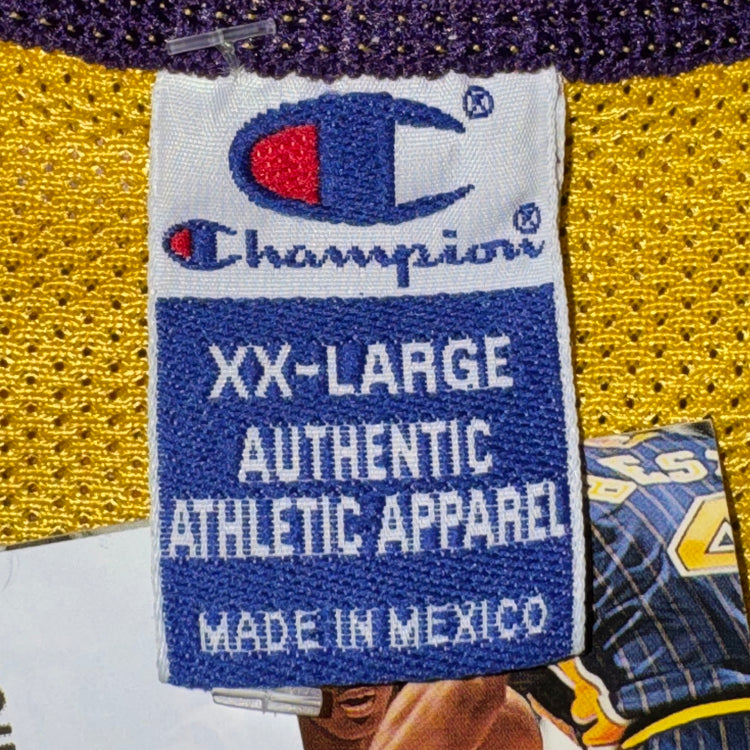 ®
Champion®
XX-LARGE
AUTHENTIC
ATHLETIC APPAREL
MADE IN MEXICO